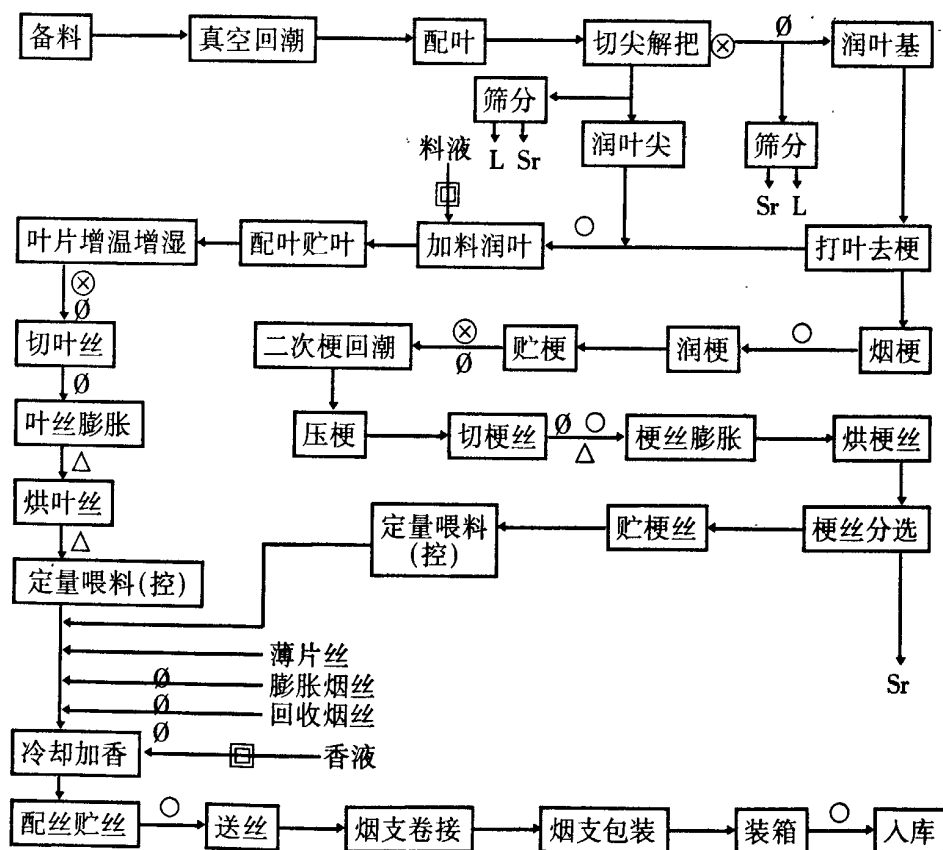 备料
真空回潮
配叶
切尖解把
润叶基
筛分
润叶尖
筛分
L Sr
料液
Sr L
叶片增温增湿
配叶贮叶
加料润叶
打叶去梗
切叶丝
二次梗回潮
贮梗
润梗
烟梗
叶丝膨胀
压梗
切梗丝
梗丝膨胀
烘梗丝
烘叶丝
定量喂料
(控)
贮梗丝
梗丝分选
定量喂料(控)
薄片丝
膨胀烟丝
Sr
回收烟丝
冷却加香
香液
配丝贮丝
送丝
烟支卷接
烟支包装
装箱
入库